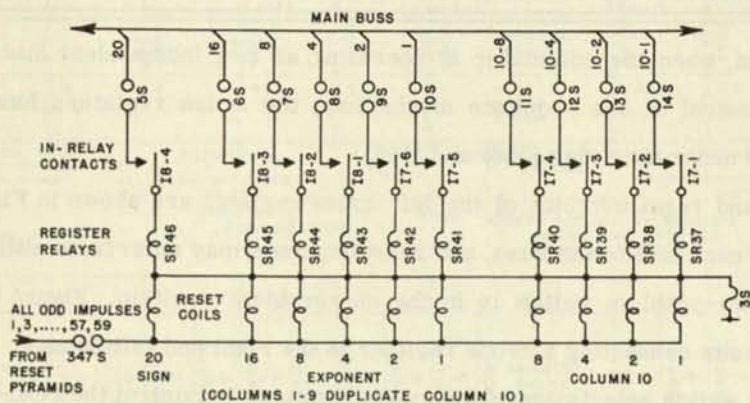 MAIN BUSS
20 16 8 4 2 1 10-8 10-4 10-2 10-1
5S 6S 7S 8S 9S 10S 11S 12S 13S 14S
IN-RELAY
CONTACTS
I8-4 I8-3 I8-2 I8-1 I7-6 I7-5 I7-4 I7-3 I7-2 I7-1
REGISTER
RELAYS
SR46 SR45 SR44 SR43 SR42 SR41 SR40 SR39 SR38 SR37
RESET
COILS
3S
ALL ODD IMPULSES
1,3,....,57,59
FROM
RESET
PYRAMIDS
347 S
20 16 8 4 2 1 8 4 2 1
SIGN EXPONENT COLUMN 10
(COLUMNS 1-9 DUPLICATE COLUMN 10)